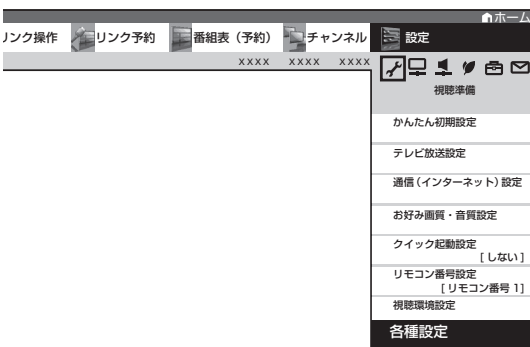 ホーム
リンク操作 リンク予約 番組表（予約） チャンネル 設定
xxxx xxxx xxxx
視聴準備
かんたん初期設定
テレビ放送設定
通信（インターネット）設定
お好み画質・音質設定
クイック起動設定
[しない]
リモコン番号設定
[リモコン番号 1]
視聴環境設定
各種設定